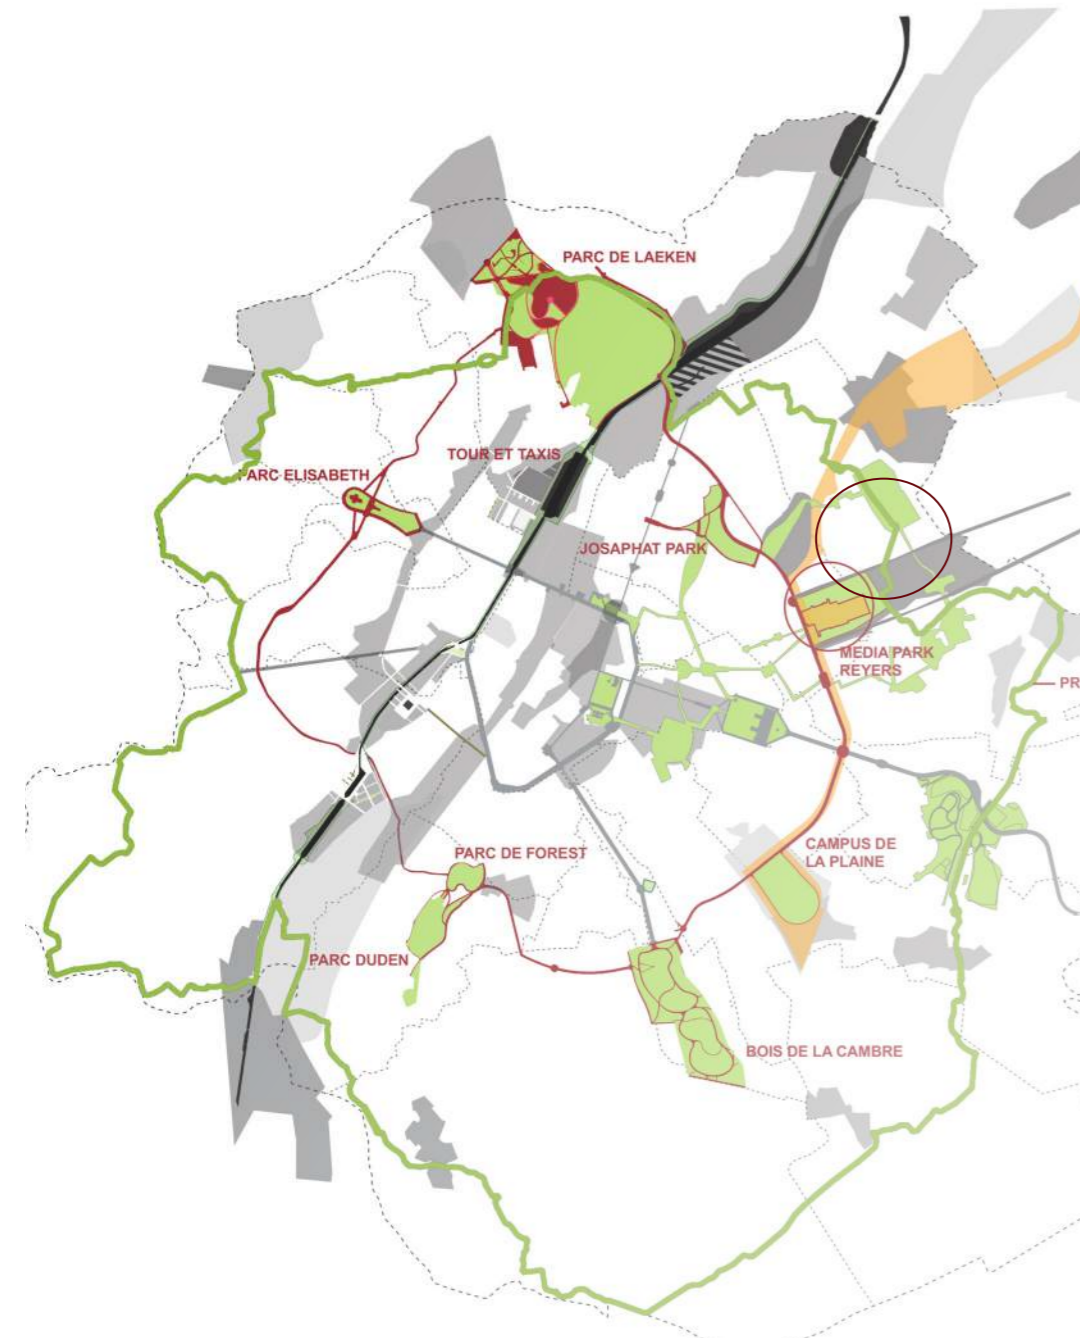 PARC DE LAEKEN
TOUR ET TAXIS
PARC ELISABETH
JOSAPHAT PARK
MEDIA PARK
REYERS
PR
CAMPUS DE
LA PLAINE
PARC DE FOREST
PARC DUDEN
BOIS DE LA CAMBRE